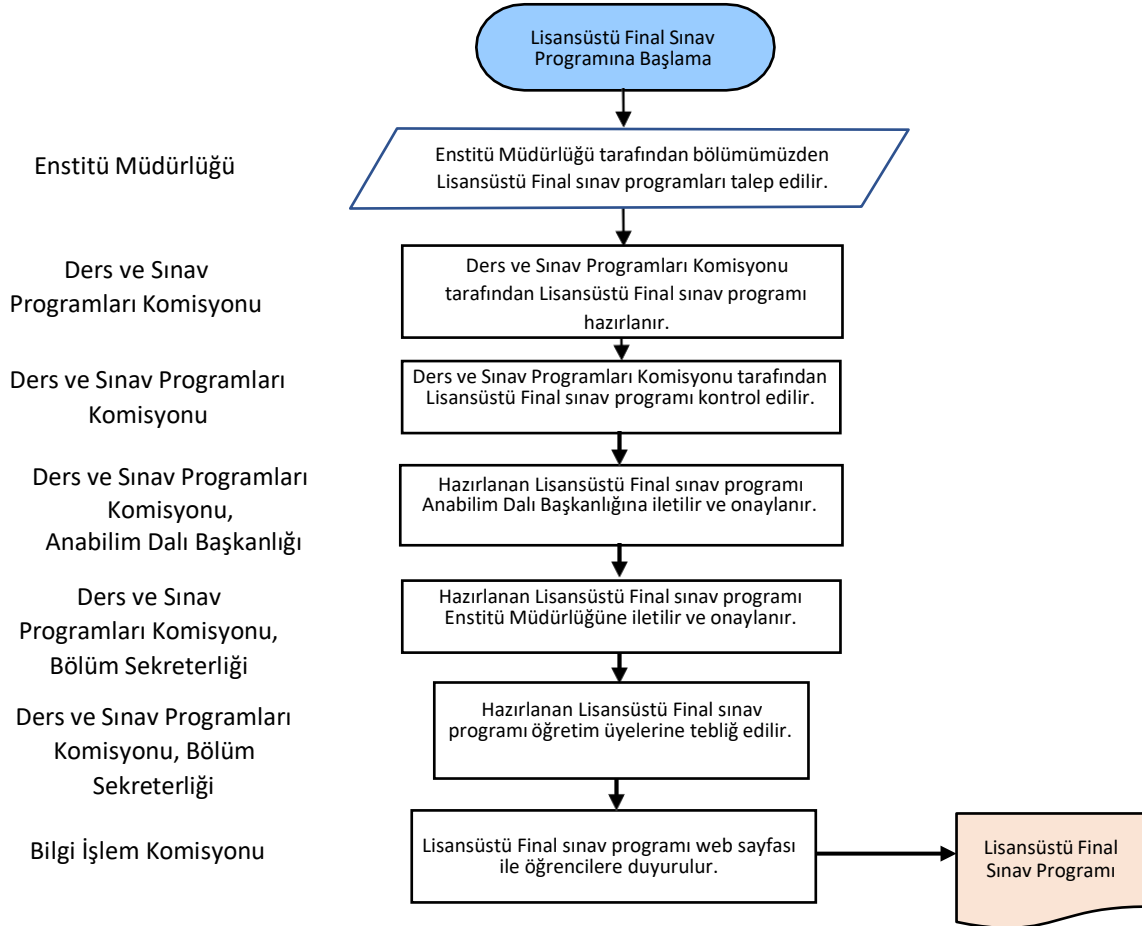 Lisansüstü Final Sınav
Programına Başlama
Enstitü Müdürlüğü
Enstitü Müdürlüğü tarafından bölümümüzden
Lisansüstü Final sınav programları talep edilir.
Ders ve Sınav
Programları Komisyonu
Ders ve Sınav Programları Komisyonu
tarafından Lisansüstü Final sınav programı
hazırlanır.
Ders ve Sınav Programları
Komisyonu
Ders ve Sınav Programları Komisyonu tarafından
Lisansüstü Final sınav programı kontrol edilir.
Ders ve Sınav Programları
Komisyonu,
Anabilim Dalı Başkanlığı
Hazırlanan Lisansüstü Final sınav programı
Anabilim Dalı Başkanlığına iletilir ve onaylanır.
Ders ve Sınav
Programları Komisyonu,
Bölüm Sekreterliği
Hazırlanan Lisansüstü Final sınav programı
Enstitü Müdürlüğüne iletilir ve onaylanır.
Ders ve Sınav Programları
Komisyonu, Bölüm
Sekreterliği
Hazırlanan Lisansüstü Final sınav
programı öğretim üyelerine tebliğ edilir.
Bilgi İşlem Komisyonu
Lisansüstü Final sınav programı web sayfası
ile öğrencilere duyurulur.
Lisansüstü Final
Sınav Programı